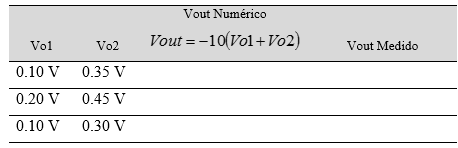 Vout Numérico
Vo1 Vo2 Vout = −10(Vo1 + Vo2) Vout Medido
0.10 V 0.35 V
0.20 V 0.45 V
0.10 V 0.30 V